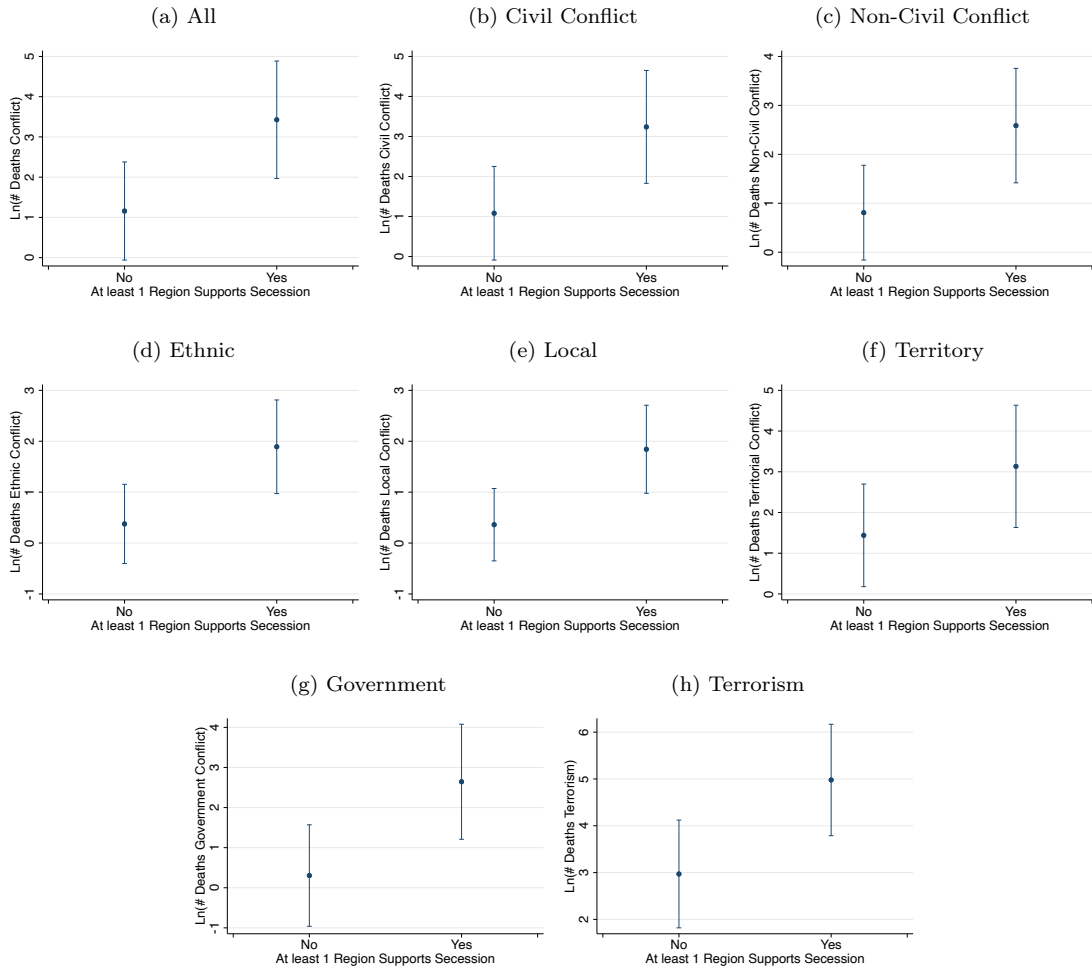 (a) All
Ln(# Deaths Conflict)
5
4
3
2
1
0
No Yes
At least 1 Region Supports Secession
(b) Civil Conflict
Ln(# Deaths Civil Conflict)
5
4
3
2
1
0
No Yes
At least 1 Region Supports Secession
(c) Non-Civil Conflict
Ln(# Deaths Non-Civil Conflict)
4
3
2
1
0
No Yes
At least 1 Region Supports Secession
(d) Ethnic
Ln(# Deaths Ethnic Conflict)
3
2
1
0
-1
No Yes
At least 1 Region Supports Secession
(e) Local
Ln(# Deaths Local Conflict)
3
2
1
0
-1
No Yes
At least 1 Region Supports Secession
(f) Territory
Ln(# Deaths Territorial Conflict)
5
4
3
2
1
0
No Yes
At least 1 Region Supports Secession
(g) Government
Ln(# Deaths Government Conflict)
4
3
2
1
0
-1
No Yes
At least 1 Region Supports Secession
(h) Terrorism
Ln(# Deaths Terrorism)
6
5
4
3
2
No Yes
At least 1 Region Supports Secession